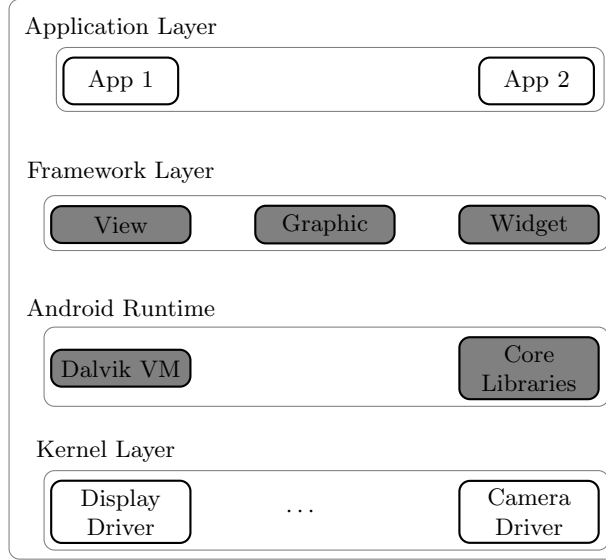 Application Layer
App 1 App 2
Framework Layer
View Graphic Widget
Android Runtime
Dalvik VM Core Libraries
Kernel Layer
Display Driver ... Camera Driver